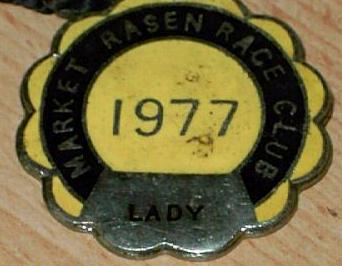 MARKET RASEN RACE CLUB
1977
LADY